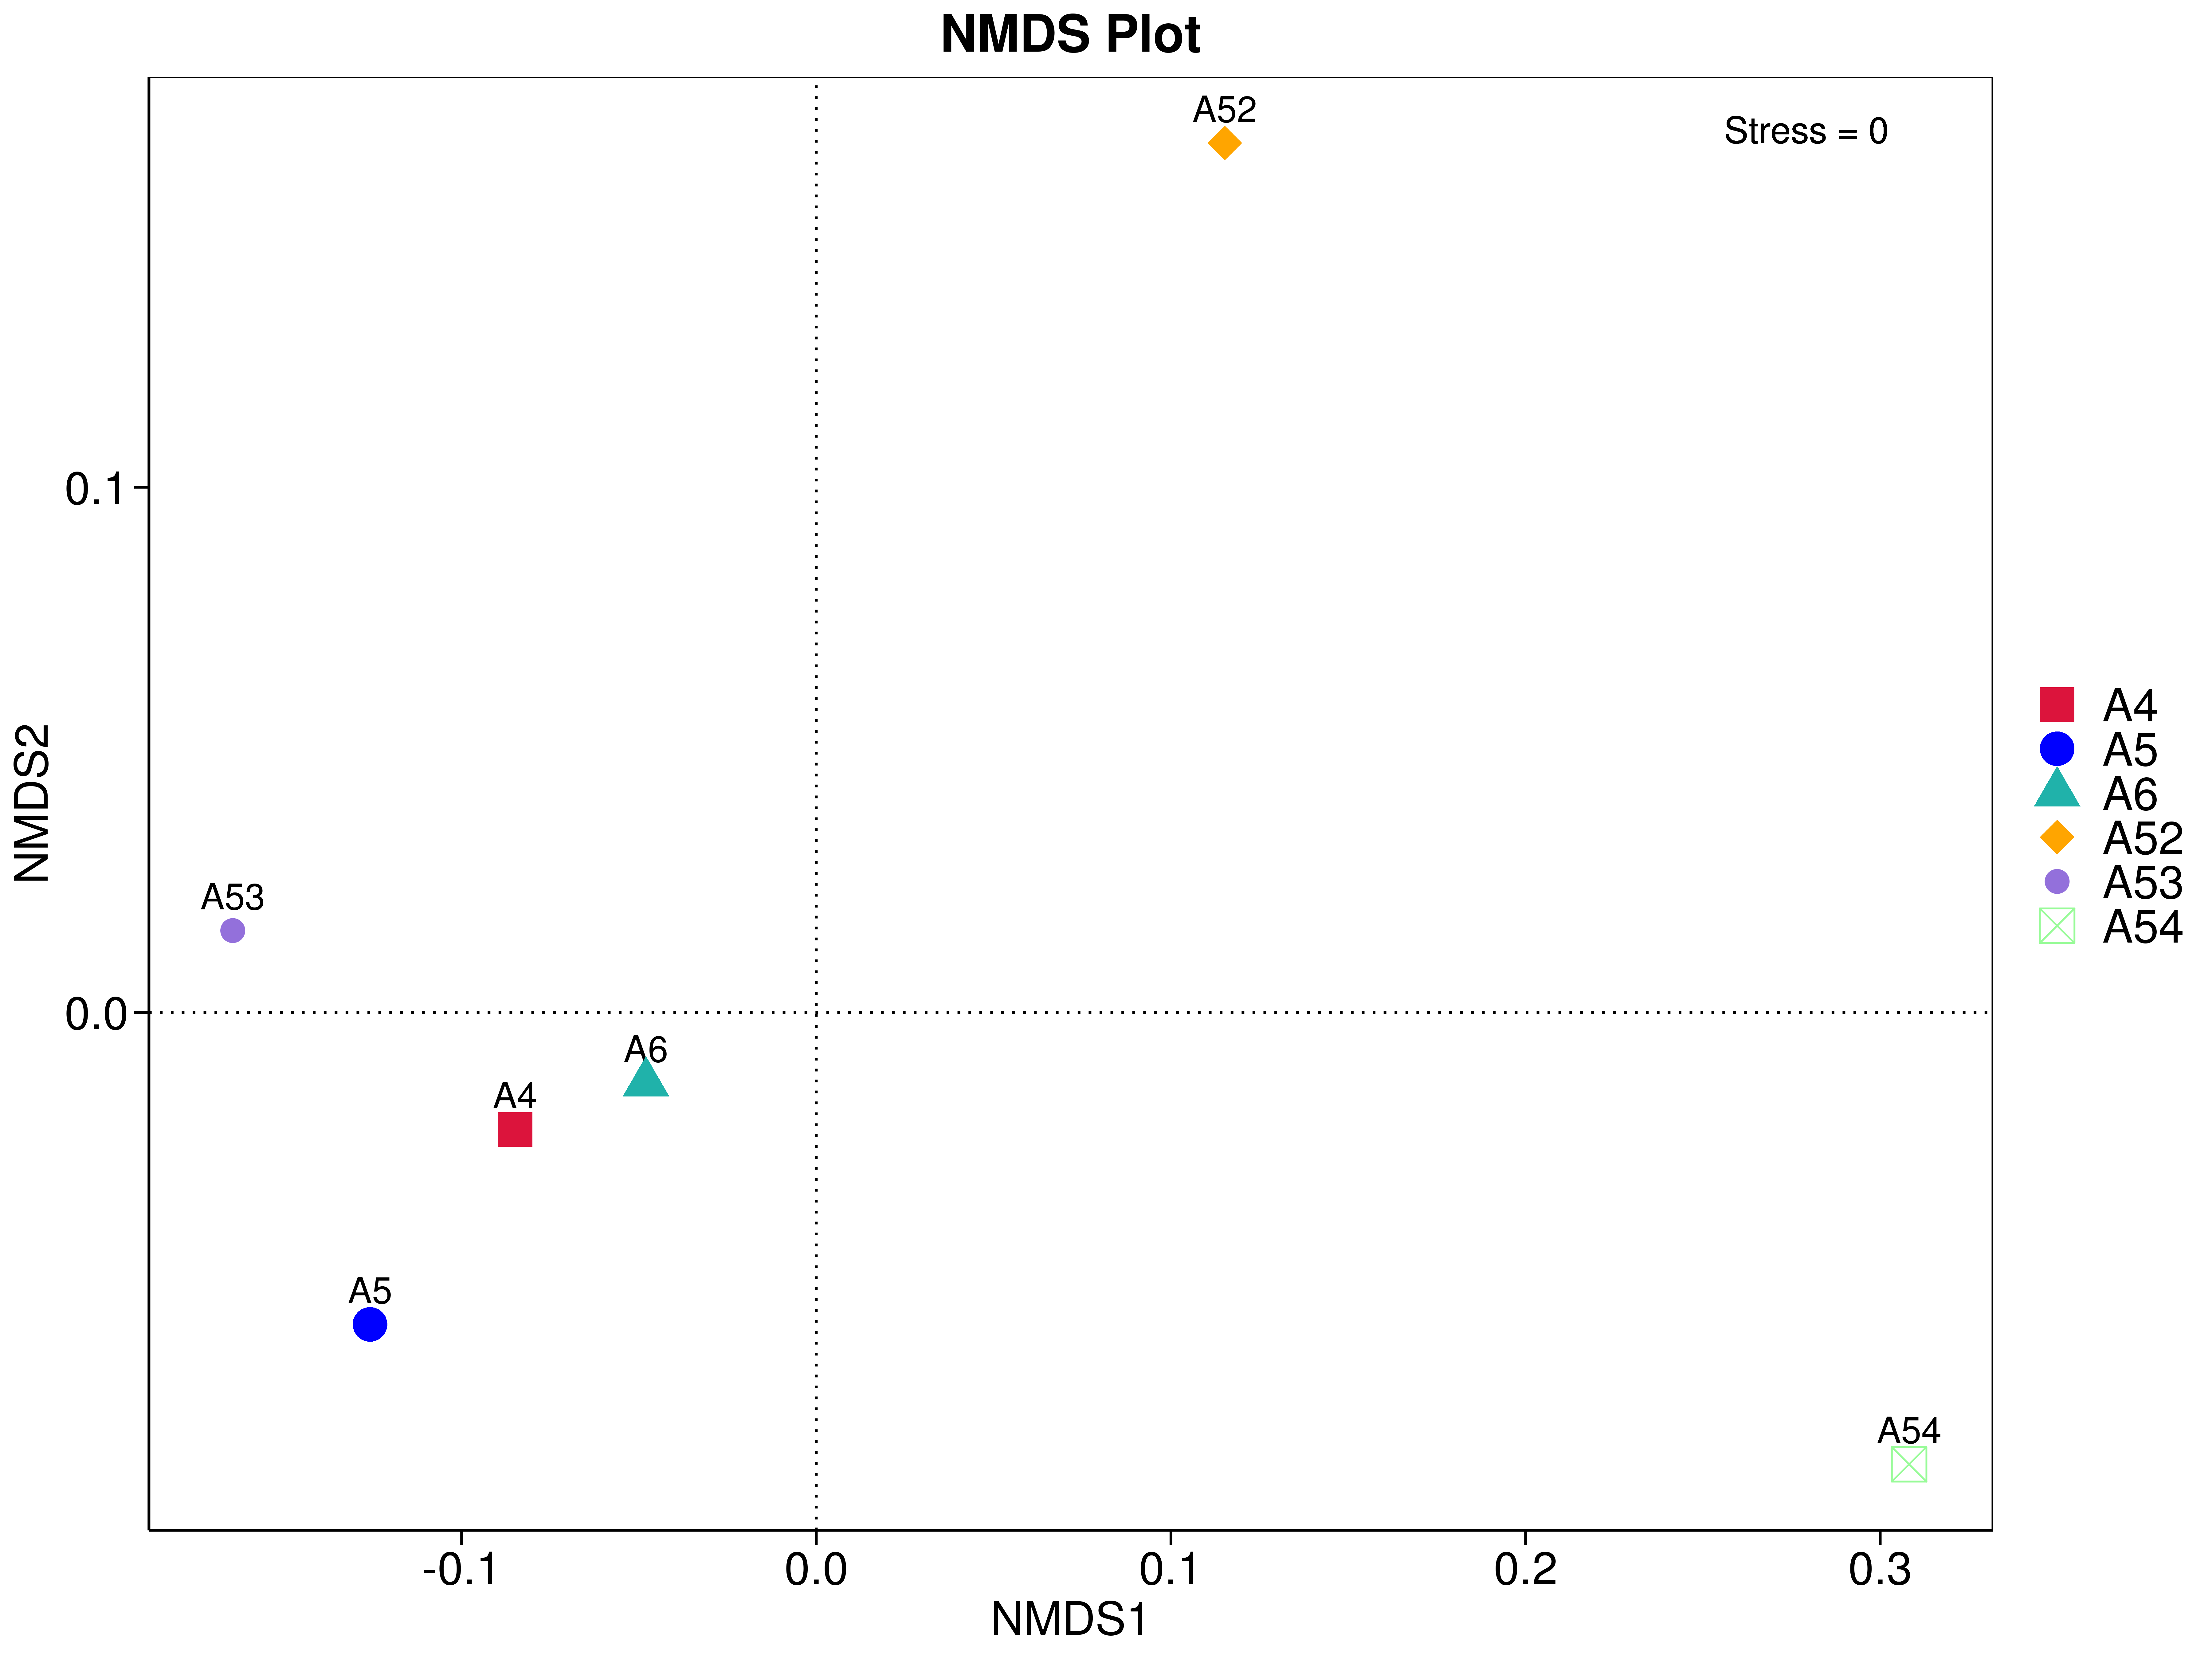 NMDS Plot
A52
Stress = 0
0.1
NMDS2
A4
A5
A6
A52
A53
A54
A53
0.0
A6
A4
A5
A54
-0.1
0.0
0.1
0.2
0.3
NMDS1